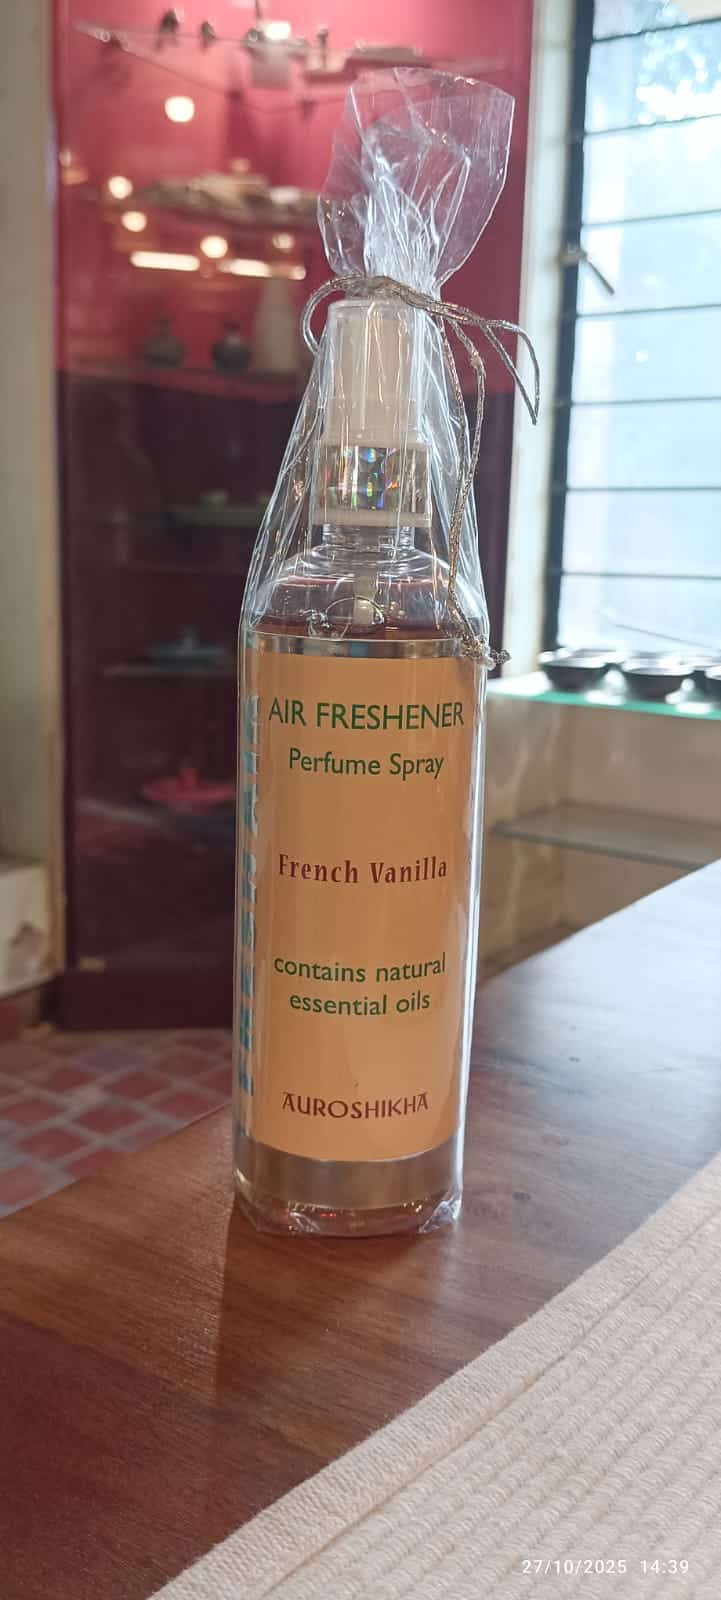 AIR FRESHENER
Perfume Spray
French Vanilla
contains natural
essential oils
AUROSHIKHA
27/10/2025 14:39